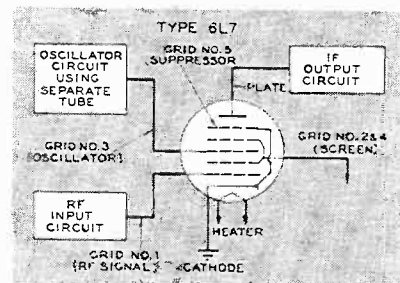 TYPE 6L7
OSCILLATOR
CIRCUIT
USING
SEPARATE
TUBE
GRID NO.5
SUPPRESSOR
IF
OUTPUT
CIRCUIT
PLATE
GRID NO.3
(OSCILLATOR)
GRID NO.2&4
(SCREEN)
RF
INPUT
CIRCUIT
HEATER
GRID NO.1
(RF SIGNAL)
CATHODE